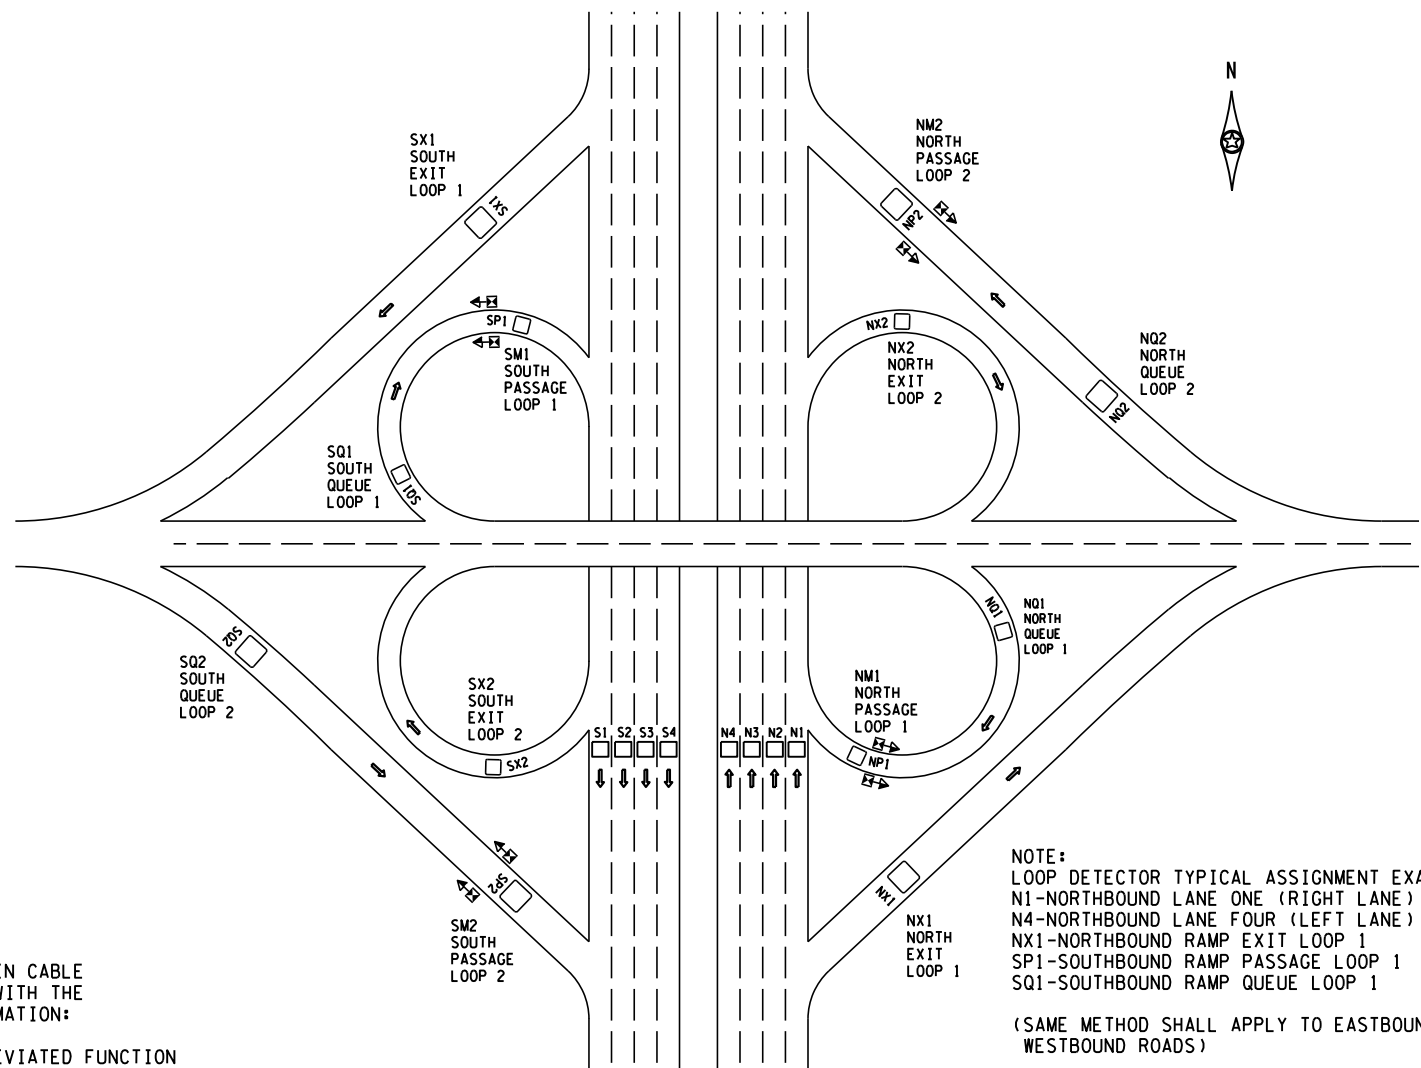 N
NM2
NORTH
PASSAGE
LOOP 2
SX1
SOUTH
EXIT
LOOP 1
SX1
NP2
SP1
SM1
SOUTH
PASSAGE
LOOP 1
NX2
NX2
NORTH
EXIT
LOOP 2
NQ2
NORTH
QUEUE
LOOP 2
NQ2
SQ1
SOUTH
QUEUE
LOOP 1
SQ1
NQ1
NQ1
NORTH
QUEUE
LOOP 1
SQ2
SQ2
SOUTH
QUEUE
LOOP 2
SX2
SOUTH
EXIT
LOOP 2
SX2
NM1
NORTH
PASSAGE
LOOP 1
NP1
S1 S2 S3 S4
N4 N3 N2 N1
SP2
SM2
SOUTH
PASSAGE
LOOP 2
NX1
NX1
NORTH
EXIT
LOOP 1
NOTE:
LOOP DETECTOR TYPICAL ASSIGNMENT
N1-NORTHBOUND LANE ONE (RIGHT LANE)
N4-NORTHBOUND LANE FOUR (LEFT LANE)
NX1-NORTHBOUND RAMP EXIT LOOP 1
SP1-SOUTHBOUND RAMP PASSAGE LOOP 1
SQ1-SOUTHBOUND RAMP QUEUE LOOP 1
(SAME METHOD SHALL APPLY TO
WESTBOUND ROADS)
CABLE
WITH THE
FUNCTION